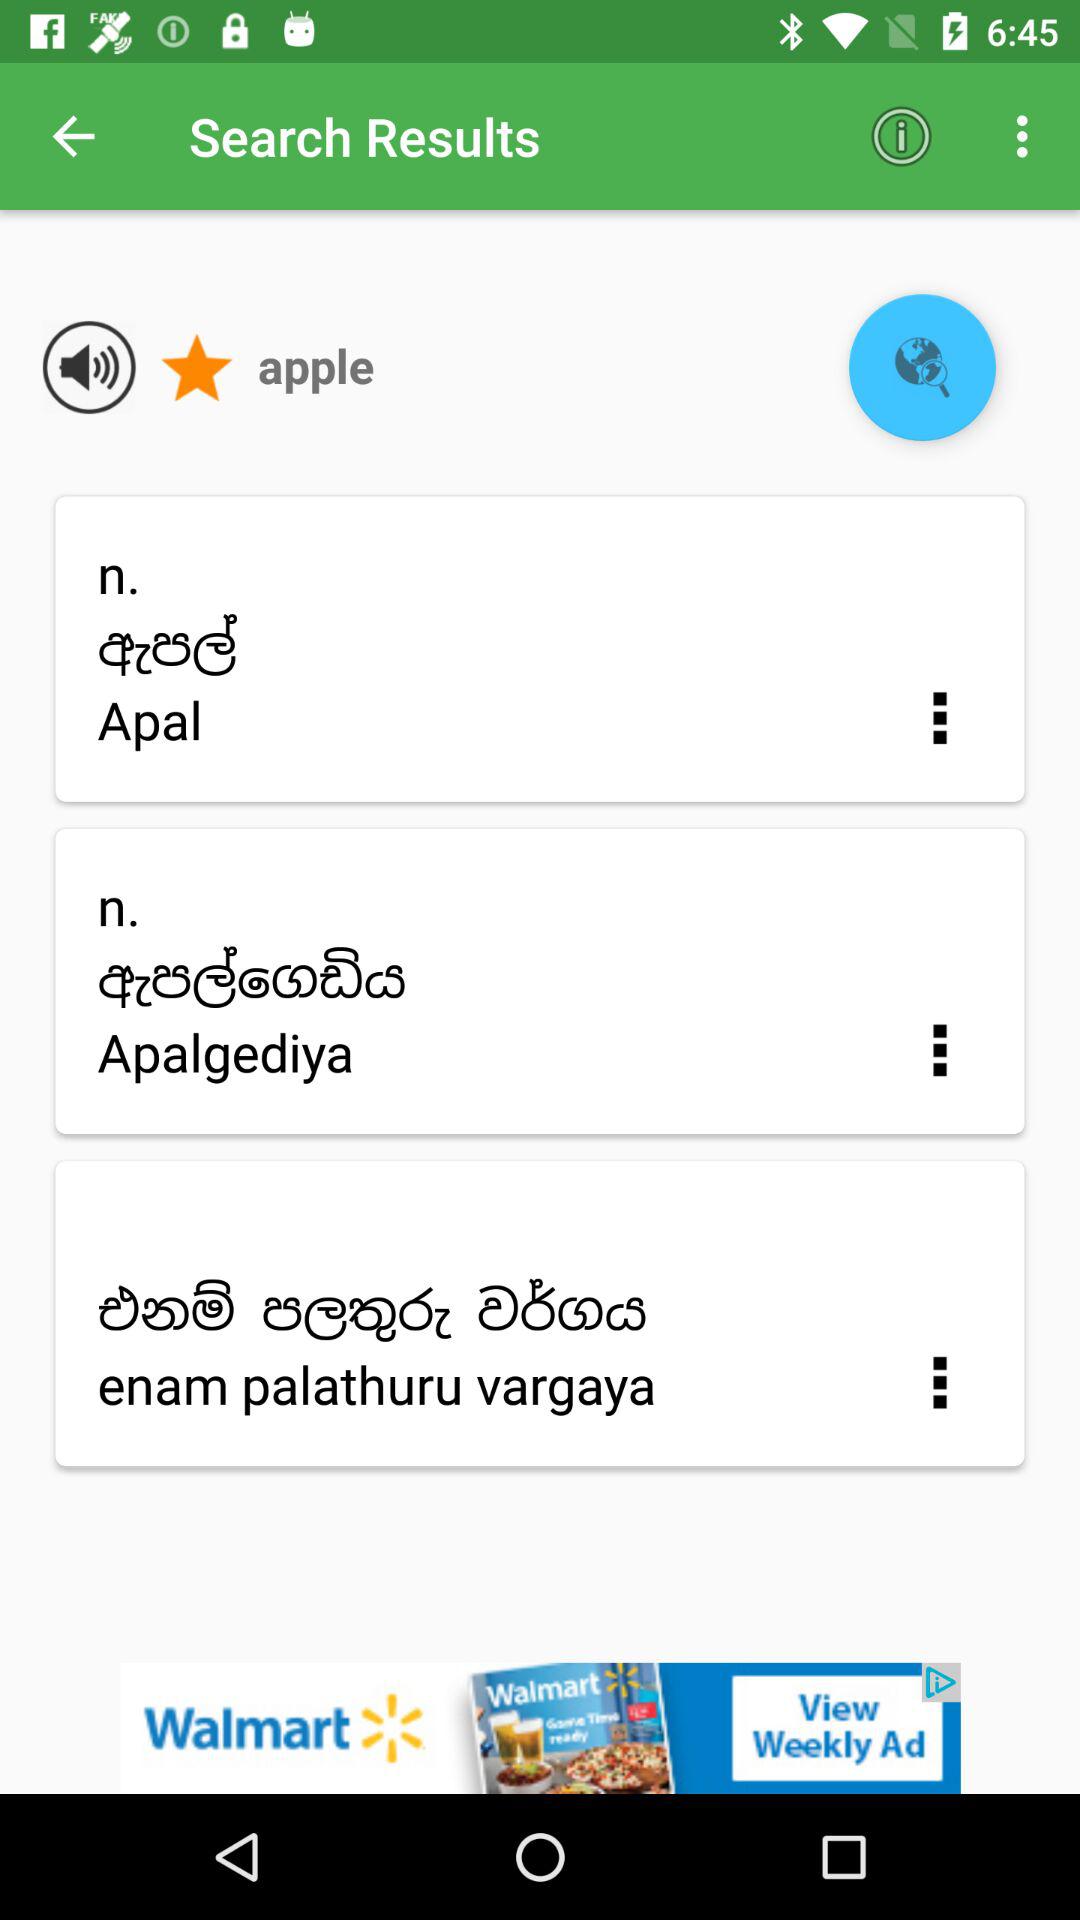 FAKE
6:45
Search Results
apple
n.
ඇපල්
Apal
n.
ඇපල්ගෙඩිය
Apalgediya
එනම් පලතුරු වර්ගය
enam palathuru vargaya
Walmart
Walmart
Game Time
ready
View
Weekly Ad